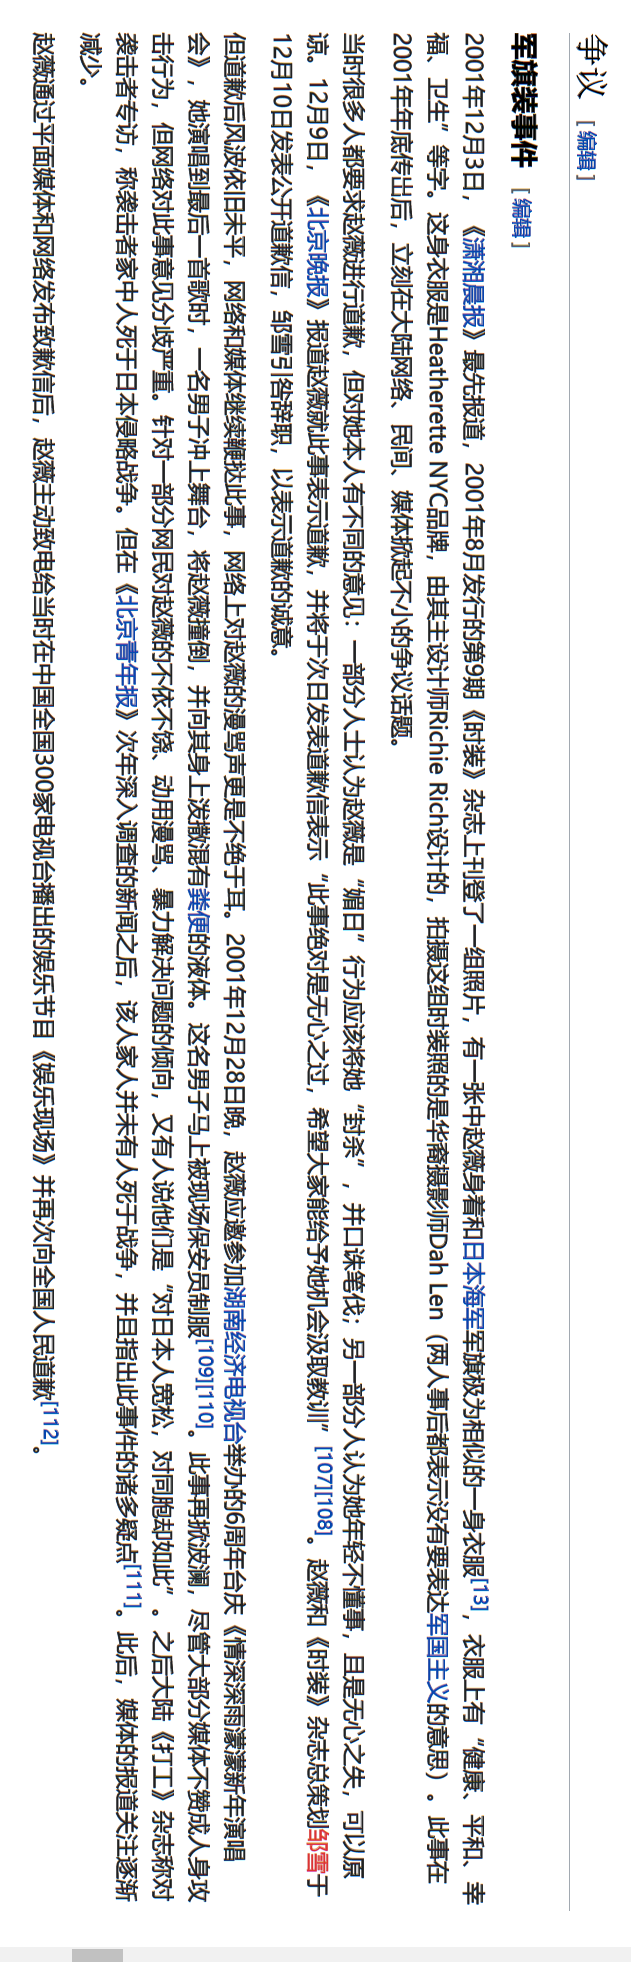 争议 [编辑]
军旗装事件 [编辑]
2001年12月3日，《潇湘晨报》最先报道，2001年8月发行的第9期《时装》杂志上刊登了一组照片，有一张中赵薇身着和日本海军军旗极为相似的一身衣服[13]，衣服上有“健康、平和、幸
福、卫生”等字。这身衣服是Heatherette NYC品牌，由其主设计师Richie Rich设计的，拍摄这组时装照的是华裔摄影师Dah Len（两人事后都表示没有要表达军国主义的意思）。此事在
2001年年底传出后，立刻在大陆网络、民间、媒体掀起不小的争议话题。
当时很多人都要求赵薇进行道歉，但对她本人有不同的意见：一部分人士认为赵薇是“媚日”行为应该将她“封杀”，并口诛笔伐；另一部分人认为她年轻不懂事，且是无心之失，可以原
谅。12月9日，《北京晚报》报道赵薇就此事表示道歉，并将于次日发表道歉信表示“此事绝对是无心之过，希望大家能给予她机会汲取教训”[107][108]。赵薇和《时装》杂志总策划邹雪于
12月10日发表公开道歉信，邹雪引咎辞职，以表示道歉的诚意。
但道歉后风波依旧未平，网络和媒体继续鞭挞此事，网络上对赵薇的漫骂声更是不绝于耳。2001年12月28日晚，赵薇应邀参加湖南经济电视台举办的6周年台庆《情深深雨濛濛新年演唱
会》，她演唱到最后一首歌时，一名男子冲上舞台，将赵薇撞倒，并向其身上泼撒混有粪便的液体。这名男子马上被现场保安员制服[109][110]。此事再掀波澜，尽管大部分媒体不赞成人身攻
击行为，但网络对此事意见分歧严重。针对一部分网民对赵薇的不依不饶、动用漫骂、暴力解决问题的倾向，又有人说他们是“对日本人宽松，对同胞却如此”。之后大陆《打工》杂志称对
袭击者专访，称袭击者家中人死于日本侵略战争。但在《北京青年报》次年深入调查的新闻之后，该人家人并未有人死于战争，并且指出此事件的诸多疑点[111]。此后，媒体的报道关注逐渐
减少。
赵薇通过平面媒体和网络发布致歉信后，赵薇主动致电给当时在中国全国300家电视台播出的娱乐节目《娱乐现场》并再次向全国人民道歉[112]。